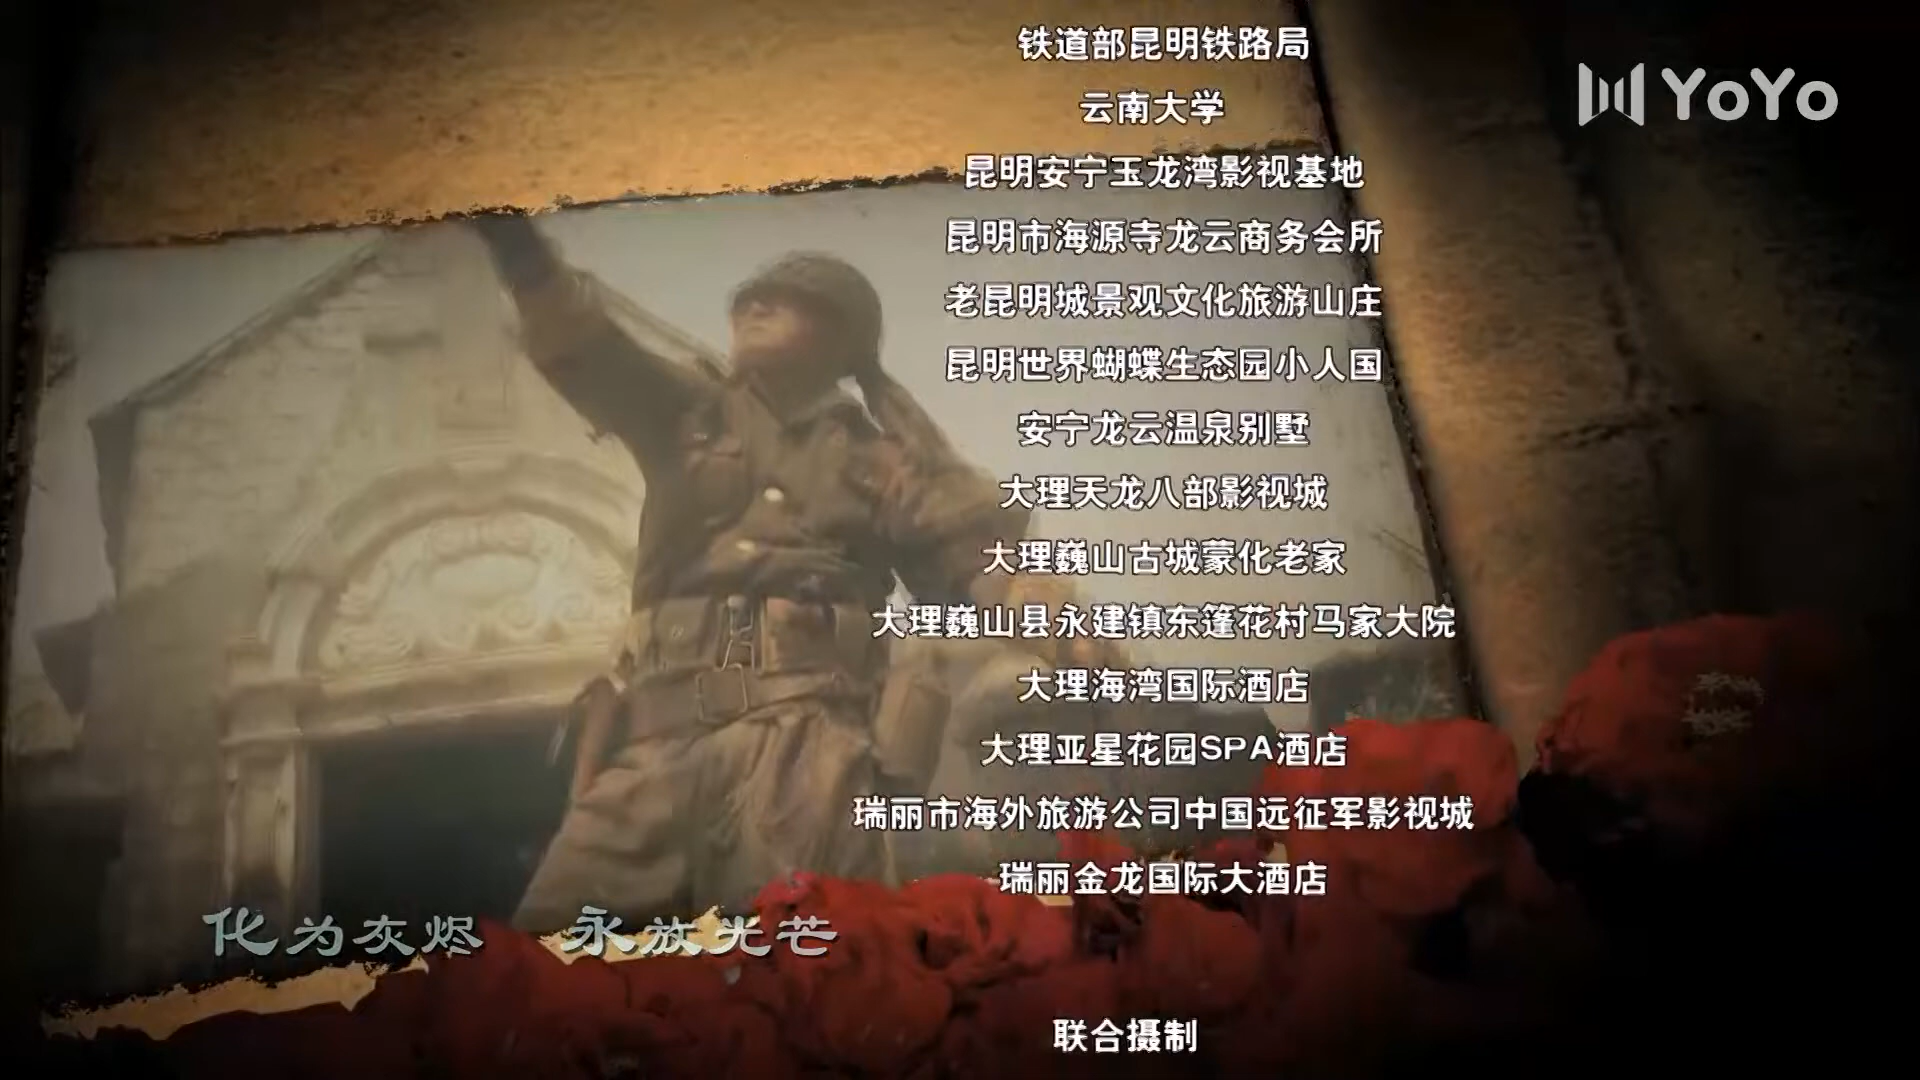 铁道部昆明铁路局
YoYo
云南大学
昆明安宁玉龙湾影视基地
昆明市海源寺龙云商务会所
老昆明城景观文化旅游山庄
昆明世界蝴蝶生态园小人国
安宁龙云温泉别墅
大理天龙八部影视城
大理巍山古城蒙化老家
大理巍山县永建镇东篷花村马家大院
大理海湾国际酒店
大理亚星花园SPA酒店
瑞丽市海外旅游公司中国远征军影视城
瑞丽金龙国际大酒店
化为灰烬 永放光芒
联合摄制